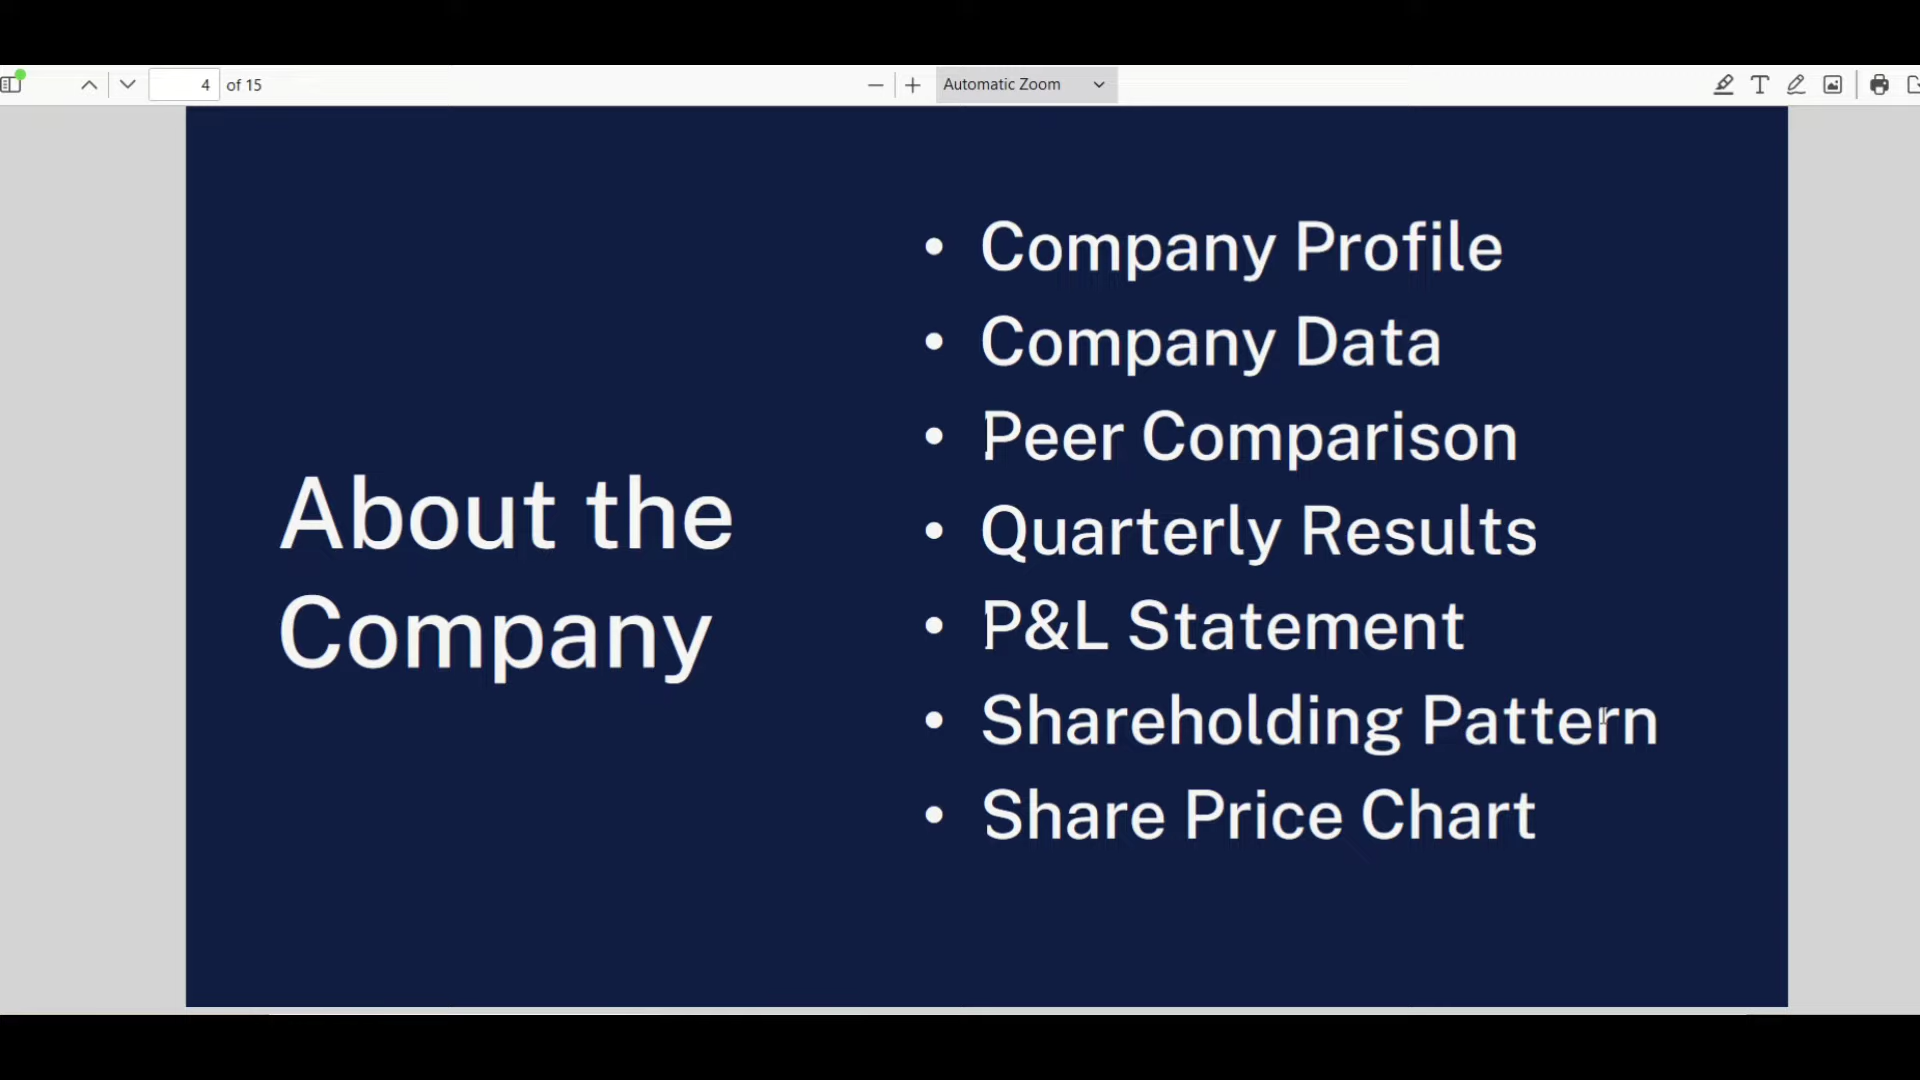 4 of 15
Automatic Zoom
About the
Company
• Company Profile
• Company Data
• Peer Comparison
• Quarterly Results
• P&L Statement
• Shareholding Pattern
• Share Price Chart